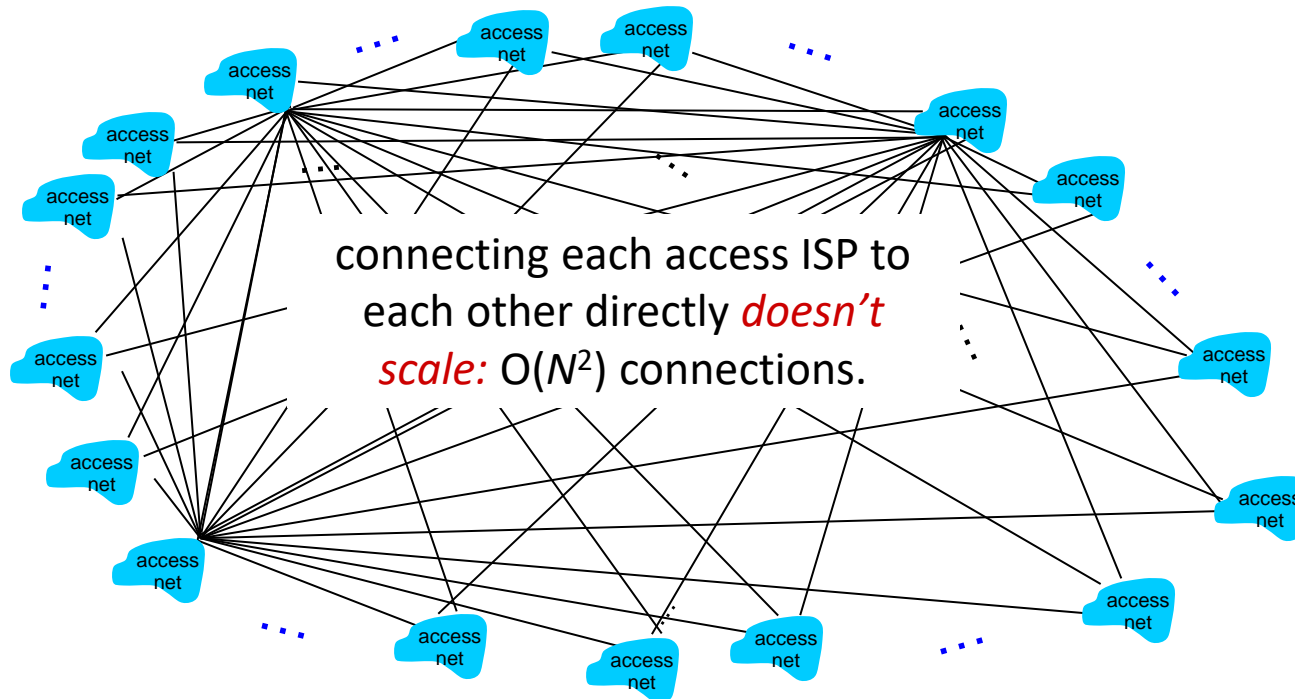 access
net
access
net
access
net
access
net
access
net
access
net
access
net
access
net
connecting each access ISP to
each other directly doesn’t
scale: O(N²) connections.
access
net
access
net
access
net
access
net
access
net
access
net
access
net
access
net